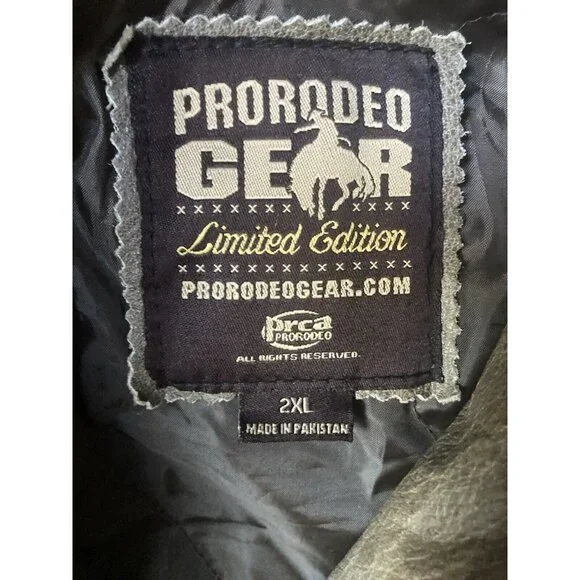 PRORODEO
GEAR
Limited Edition
PRORODEOGEAR.COM
prca
PRORODEO
ALL RIGHTS RESERVED.
2XL
MADE IN PAKISTAN